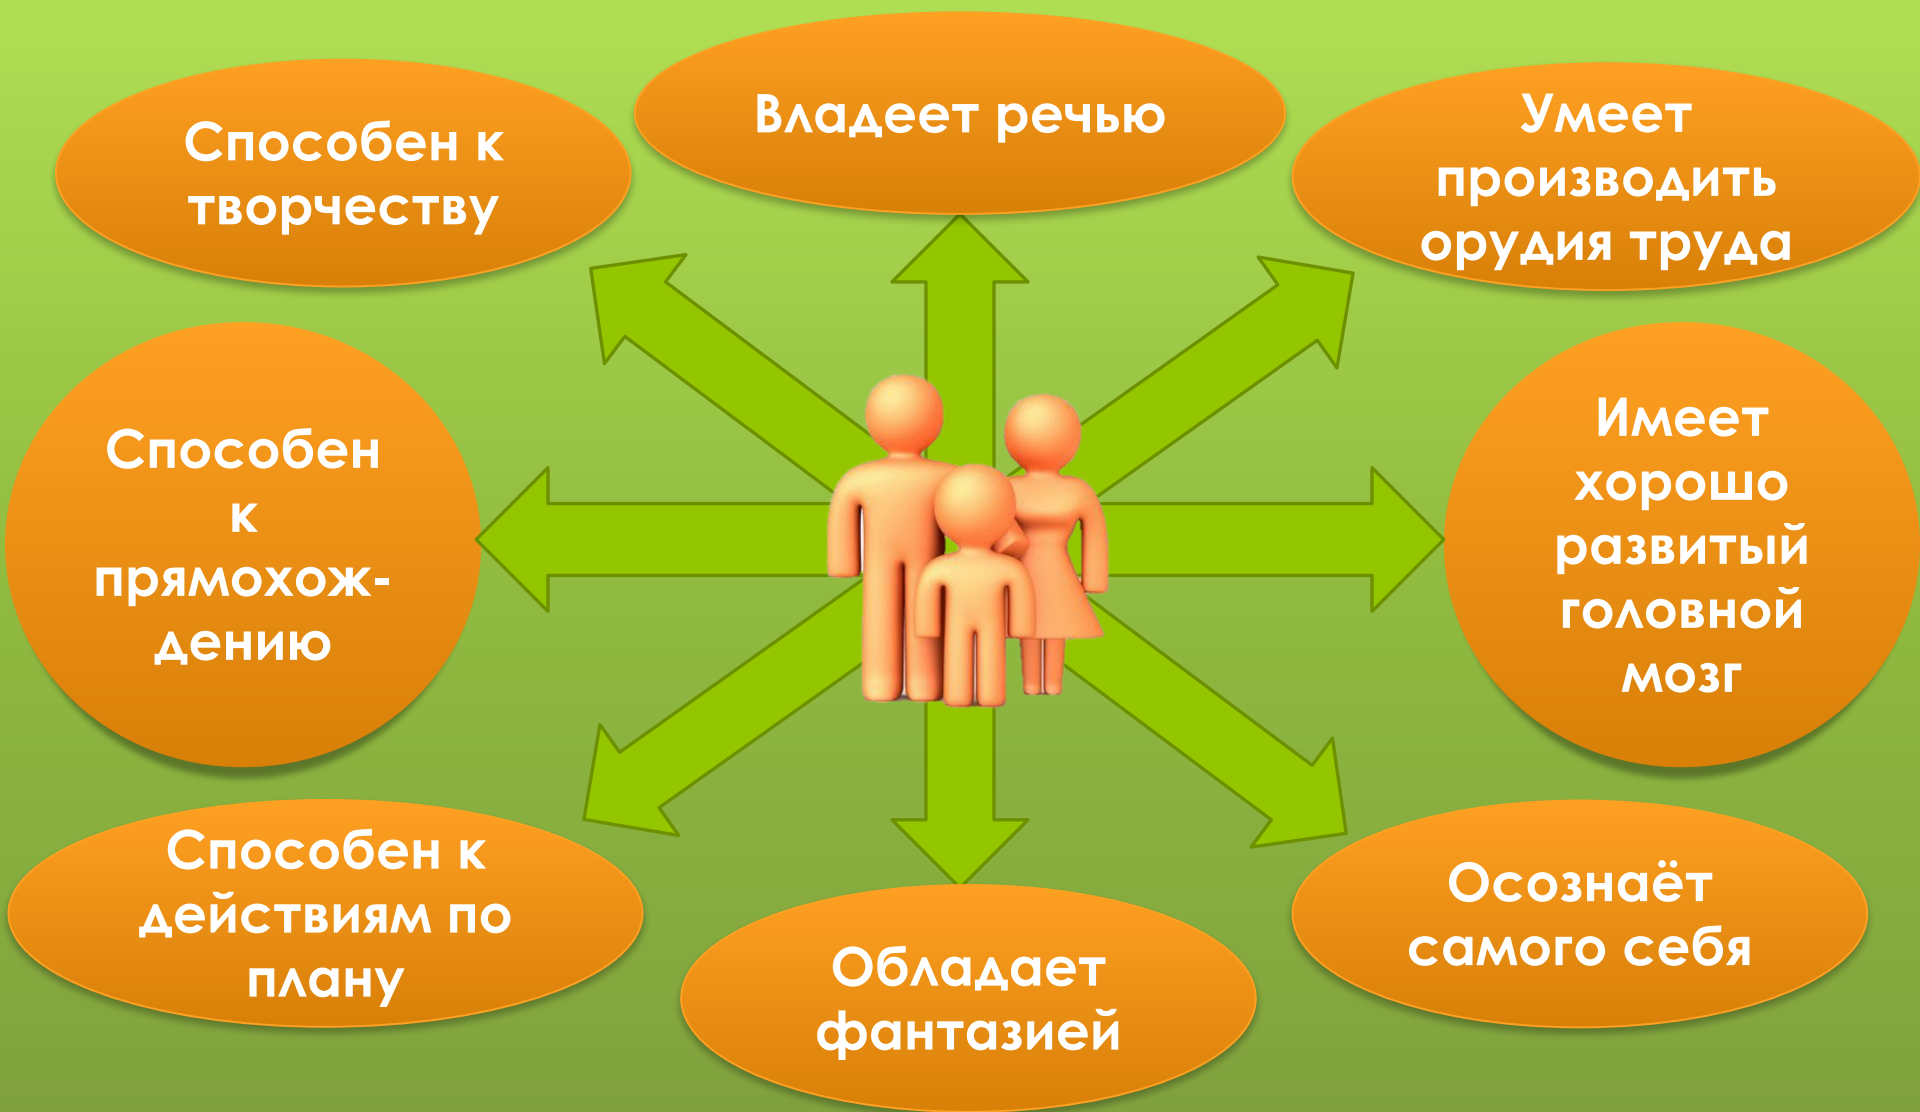 Способен к
творчеству
Владеет речью
Умеет
производить
орудия труда
Способен
к
прямохож-
дению
Имеет
хорошо
развитый
головной
мозг
Способен к
действиям по
плану
Обладает
фантазией
Осознаёт
самого себя